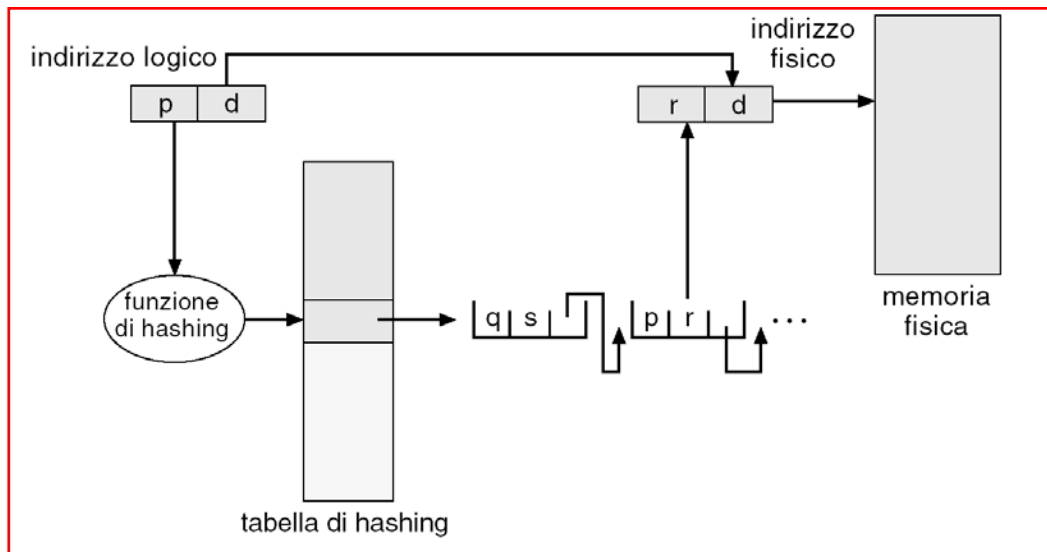 indirizzo logico
p d
indirizzo
fisico
r d
funzione
di hashing
q s
p r
...
memoria
fisica
tabella di hashing